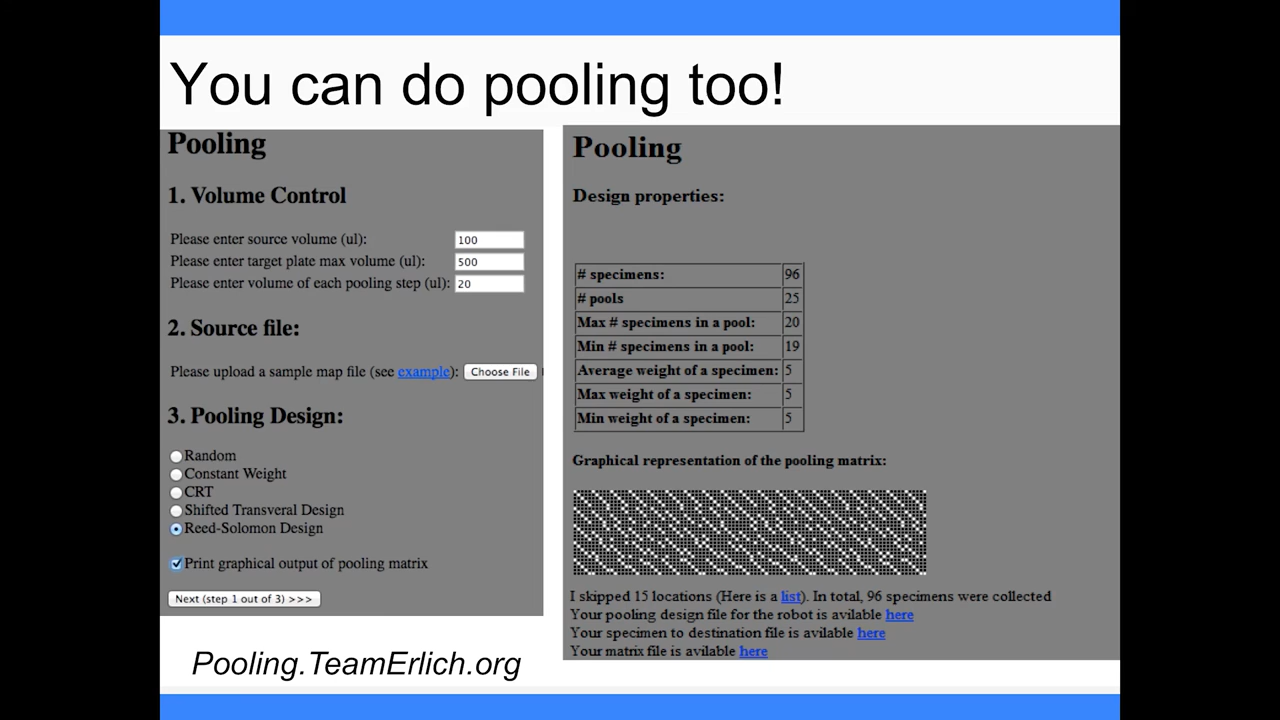 You can do pooling too!
Pooling
1. Volume Control
Please enter source volume (ul): 100
Please enter target plate max volume (ul): 500
Please enter volume of each pooling step (ul): 20
2. Source file:
Please upload a sample map file (see example): Choose File
3. Pooling Design:
Random
Constant Weight
CRT
Shifted Transveral Design
Reed-Solomon Design
Print graphical output of pooling matrix
Next (step 1 out of 3) >>>
Pooling.TeamErlich.org
Pooling
Design properties:
# specimens: 96
# pools 25
Max # specimens in a pool: 20
Min # specimens in a pool: 19
Average weight of a specimen: 5
Max weight of a specimen: 5
Min weight of a specimen: 5
Graphical representation of the pooling matrix:
I skipped 15 locations (Here is a list). In total, 96 specimens were collected
Your pooling design file for the robot is avilable here
Your specimen to destination file is avilable here
Your matrix file is avilable here